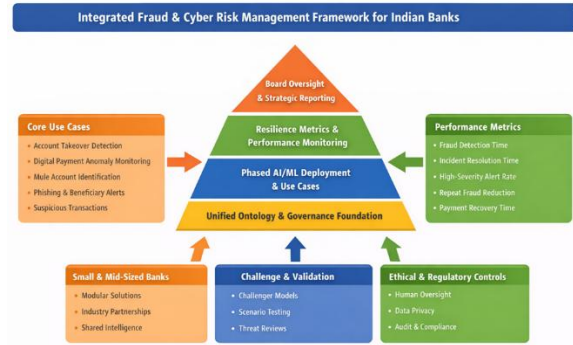 Integrated Fraud & Cyber Risk Management Framework for Indian Banks
Board Oversight
& Strategic Reporting
Resilience Metrics &
Performance Monitoring
Phased AI/ML Deployment
& Use Cases
Unified Ontology & Governance Foundation
Core Use Cases
• Account Takeover Detection
• Digital Payment Anomaly Monitoring
• Mule Account Identification
• Phishing & Beneficiary Alerts
• Suspicious Transactions
Performance Metrics
• Fraud Detection Time
• Incident Resolution Time
• High-Severity Alert Rate
• Repeat Fraud Reduction
• Payment Recovery Time
Small & Mid-Sized Banks
• Modular Solutions
• Industry Partnerships
• Shared Intelligence
Challenge & Validation
• Challenger Models
• Scenario Testing
• Threat Reviews
Ethical & Regulatory Controls
• Human Oversight
• Data Privacy
• Audit & Compliance